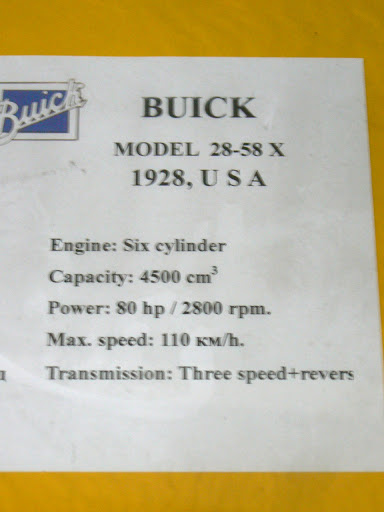 Buick
BUICK
MODEL 28-58 X
1928, U S A
Engine: Six cylinder
Capacity: 4500 cm³
Power: 80 hp / 2800 rpm.
Max. speed: 110 км/h.
Transmission: Three speed+revers